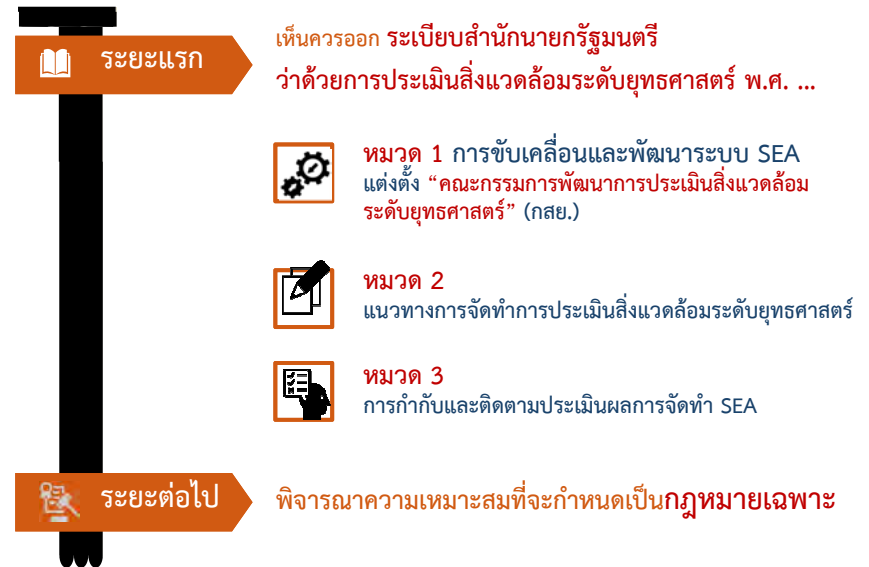 ระยะแรก
เห็นควรออก ระเบียบสำนักนายกรัฐมนตรี
ว่าด้วยการประเมินสิ่งแวดล้อมระดับยุทธศาสตร์ พ.ศ. ...
หมวด 1 การขับเคลื่อนและพัฒนาระบบ SEA
แต่งตั้ง “คณะกรรมการพัฒนาการประเมินสิ่งแวดล้อม
ระดับยุทธศาสตร์” (กสย.)
หมวด 2
แนวทางการจัดทำการประเมินสิ่งแวดล้อมระดับยุทธศาสตร์
หมวด 3
การกำกับและติดตามประเมินผลการจัดทำ SEA
ระยะต่อไป
พิจารณาความเหมาะสมที่จะกำหนดเป็นกฎหมายเฉพาะ